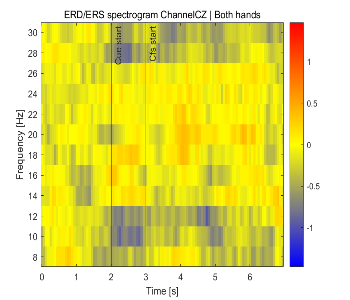 ERD/ERS spectrogram ChannelCZ | Both hands
Frequency [Hz]
30
28
26
24
22
20
18
16
14
12
10
8
Cue start
Cfs start
1
0.5
0
-0.5
-1
0 1 2 3 4 5 6
Time [s]